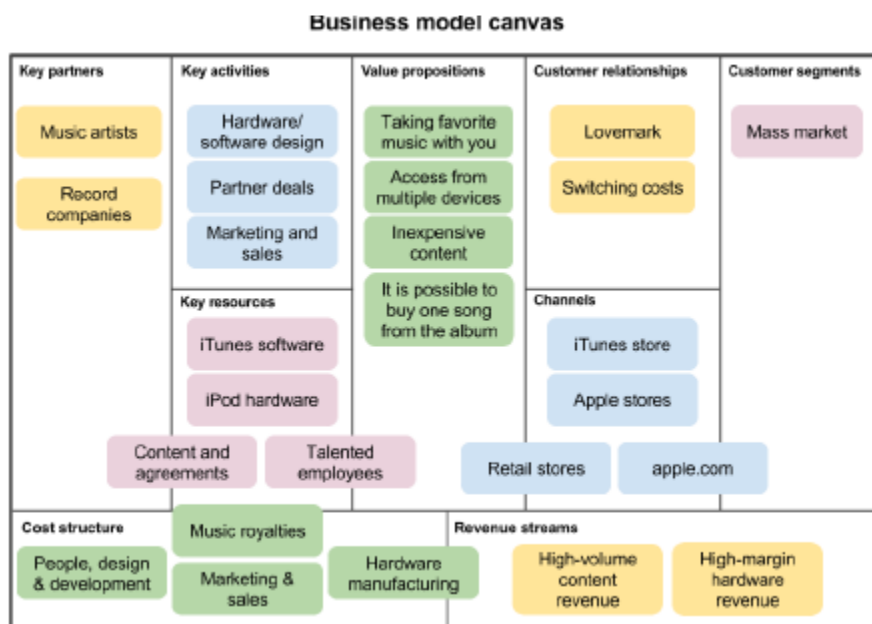 Business model canvas
Key partners
Music artists
Record
companies
Key activities
Hardware/
software design
Partner deals
Marketing and
sales
Key resources
iTunes software
iPod hardware
Content and
agreements
Talented
employees
Value propositions
Taking favorite
music with you
Access from
multiple devices
Inexpensive
content
It is possible to
buy one song
from the album
Customer relationships
Lovemark
Switching costs
Channels
iTunes store
Apple stores
Retail stores
apple.com
Customer segments
Mass market
Cost structure
Music royalties
People, design
& development
Marketing &
sales
Hardware
manufacturing
Revenue streams
High-volume
content
revenue
High-margin
hardware
revenue